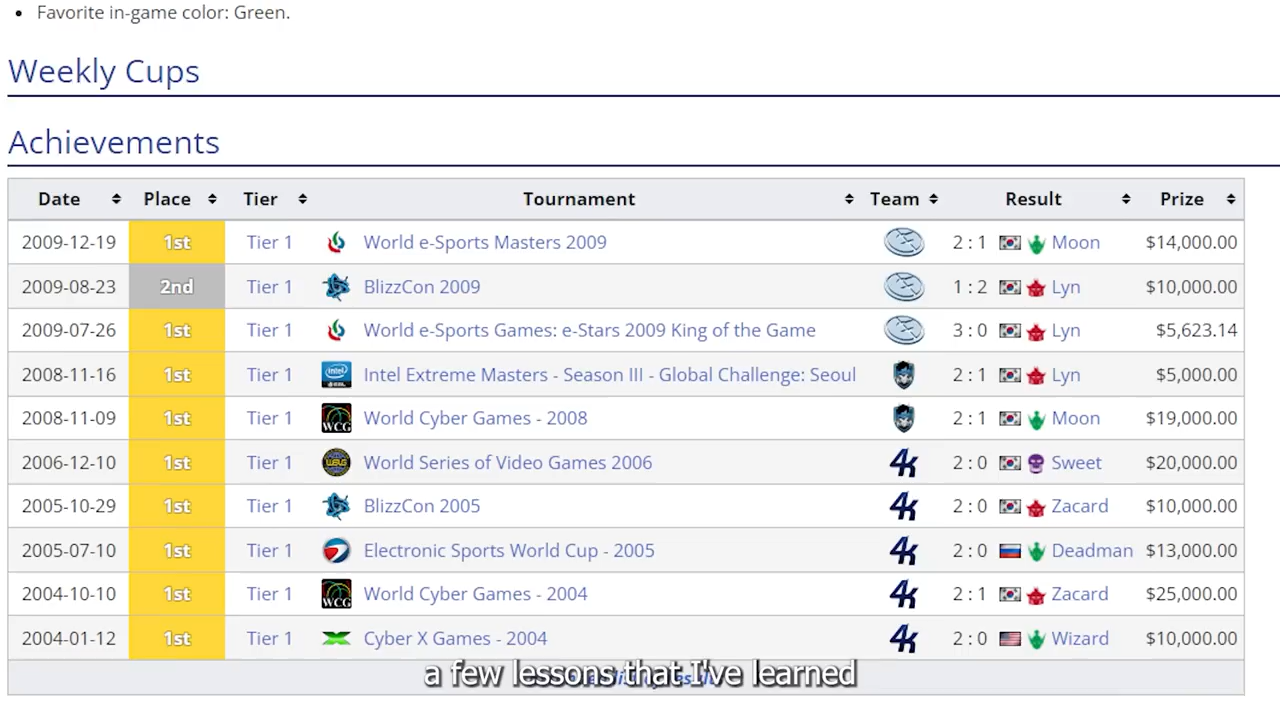 Favorite in-game color: Green.
Weekly Cups
Achievements
Date Place Tier Tournament Team Result Prize
2009-12-19 1st Tier 1 World e-Sports Masters 2009 2 : 1 Moon $14,000.00
2009-08-23 2nd Tier 1 BlizzCon 2009 1 : 2 Lyn $10,000.00
2009-07-26 1st Tier 1 World e-Sports Games: e-Stars 2009 King of the Game 3 : 0 Lyn $5,623.14
2008-11-16 1st Tier 1 intel Intel Extreme Masters - Season III - Global Challenge: Seoul 2 : 1 Lyn $5,000.00
2008-11-09 1st Tier 1 WCG World Cyber Games - 2008 2 : 1 Moon $19,000.00
2006-12-10 1st Tier 1 World Series of Video Games 2006 4K 2 : 0 Sweet $20,000.00
2005-10-29 1st Tier 1 BlizzCon 2005 4K 2 : 0 Zacard $10,000.00
2005-07-10 1st Tier 1 Electronic Sports World Cup - 2005 4K 2 : 0 Deadman $13,000.00
2004-10-10 1st Tier 1 WCG World Cyber Games - 2004 4K 2 : 1 Zacard $25,000.00
2004-01-12 1st Tier 1 Cyber X Games - 2004 4K 2 : 0 Wizard $10,000.00
a few lessons that I've learned